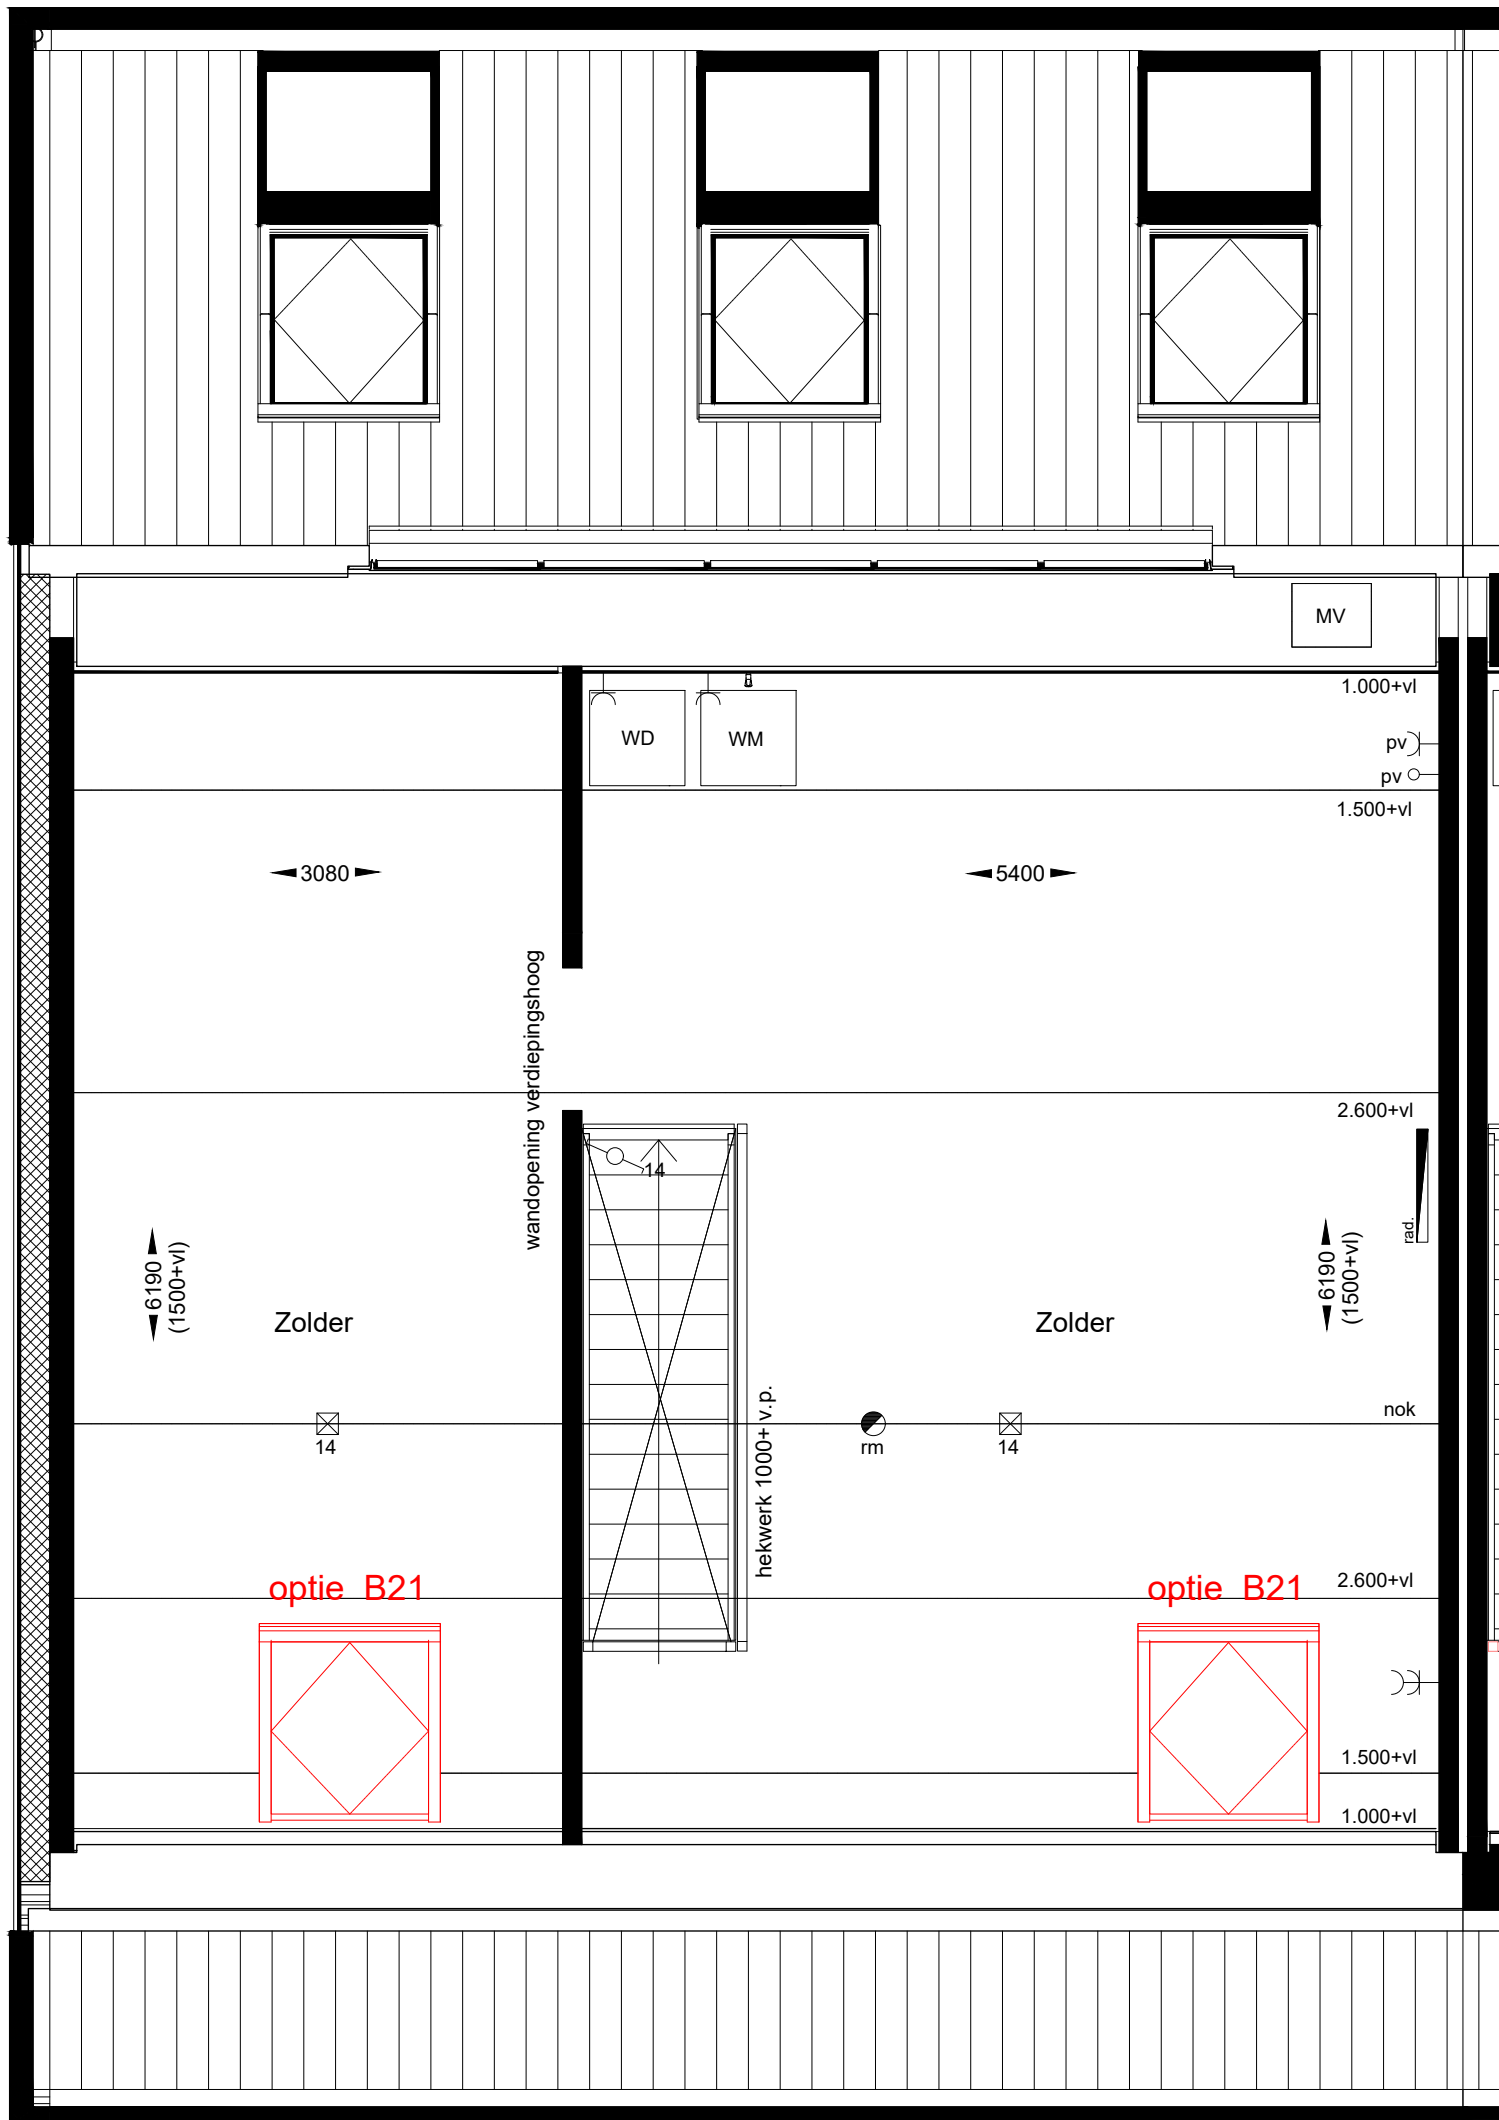 MV
1.000+vl
WD
WM
pv
pv
1.500+vl
3080
5400
wandopening verdiepingshoog
2.600+vl
14
rad.
6190
(1500+vl)
6190
(1500+vl)
Zolder
Zolder
nok
14
rm
14
hekwerk 1000+ v.p.
optie B21
optie B21
2.600+vl
1.500+vl
1.000+vl